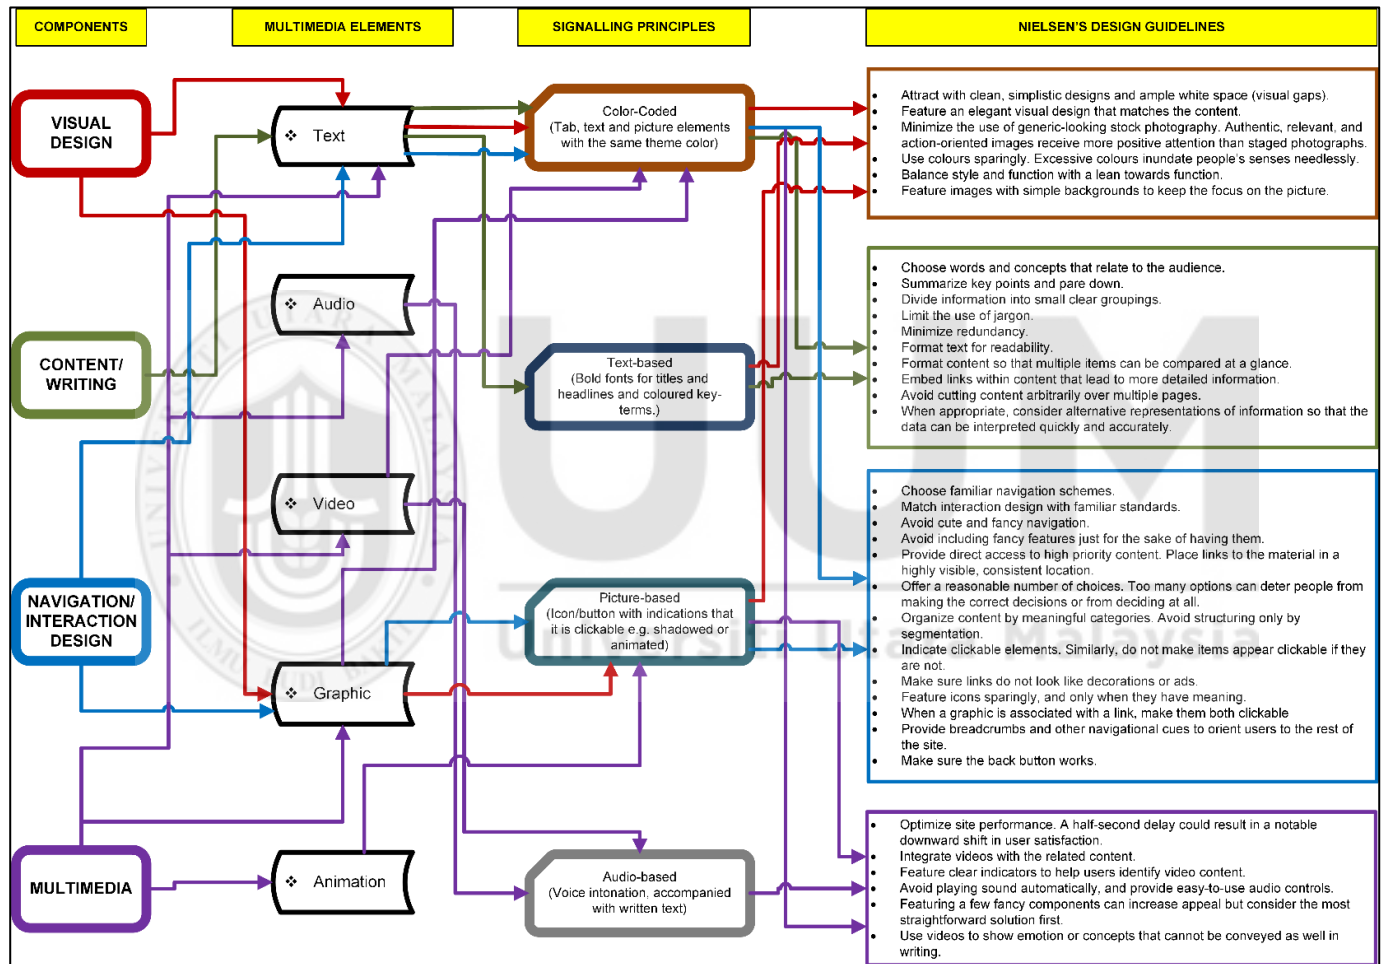 COMPONENTS
MULTIMEDIA ELEMENTS
SIGNALLING PRINCIPLES
NIELSEN'S DESIGN GUIDELINES
VISUAL
DESIGN
CONTENT/
WRITING
NAVIGATION/
INTERACTION
DESIGN
MULTIMEDIA
❖ Text
❖ Audio
❖ Video
❖ Graphic
❖ Animation
Color-Coded
(Tab, text and picture elements
with the same theme color)
Text-based
(Bold fonts for titles and
headlines and coloured key-
terms.)
Picture-based
(Icon/button with indications that
it is clickable e.g. shadowed or
animated)
Audio-based
(Voice intonation, accompanied
with written text)
• Attract with clean, simplistic designs and ample white space (visual gaps).
• Feature an elegant visual design that matches the content.
• Minimize the use of generic-looking stock photography. Authentic, relevant, and
action-oriented images receive more positive attention than staged photographs.
• Use colours sparingly. Excessive colours inundate people's senses needlessly.
• Balance style and function with a lean towards function.
• Feature images with simple backgrounds to keep the focus on the picture.
• Choose words and concepts that relate to the audience.
• Summarize key points and pare down.
• Divide information into small clear groupings.
• Limit the use of jargon.
• Minimize redundancy.
• Format text for readability.
• Format content so that multiple items can be compared at a glance.
• Embed links within content that lead to more detailed information.
• Avoid cutting content arbitrarily over multiple pages.
• When appropriate, consider alternative representations of information so that the
data can be interpreted quickly and accurately.
• Choose familiar navigation schemes.
• Match interaction design with familiar standards.
• Avoid cute and fancy navigation.
• Avoid including fancy features just for the sake of having them.
• Provide direct access to high priority content. Place links to the material in a
highly visible, consistent location.
• Offer a reasonable number of choices. Too many options can deter people from
making the correct decisions or from deciding at all.
• Organize content by meaningful categories. Avoid structuring only by
segmentation.
• Indicate clickable elements. Similarly, do not make items appear clickable if they
are not.
• Make sure links do not look like decorations or ads.
• Feature icons sparingly, and only when they have meaning.
• When a graphic is associated with a link, make them both clickable
• Provide breadcrumbs and other navigational cues to orient users to the rest of
the site.
• Make sure the back button works.
• Optimize site performance. A half-second delay could result in a notable
downward shift in user satisfaction.
• Integrate videos with the related content.
• Feature clear indicators to help users identify video content.
• Avoid playing sound automatically, and provide easy-to-use audio controls.
• Featuring a few fancy components can increase appeal but consider the most
straightforward solution first.
• Use videos to show emotion or concepts that cannot be conveyed as well in
writing.
UUM
Universiti Utara Malaysia
UNIVERSITI UTARA MALAYSIA
ILMU BUDI BAKTI